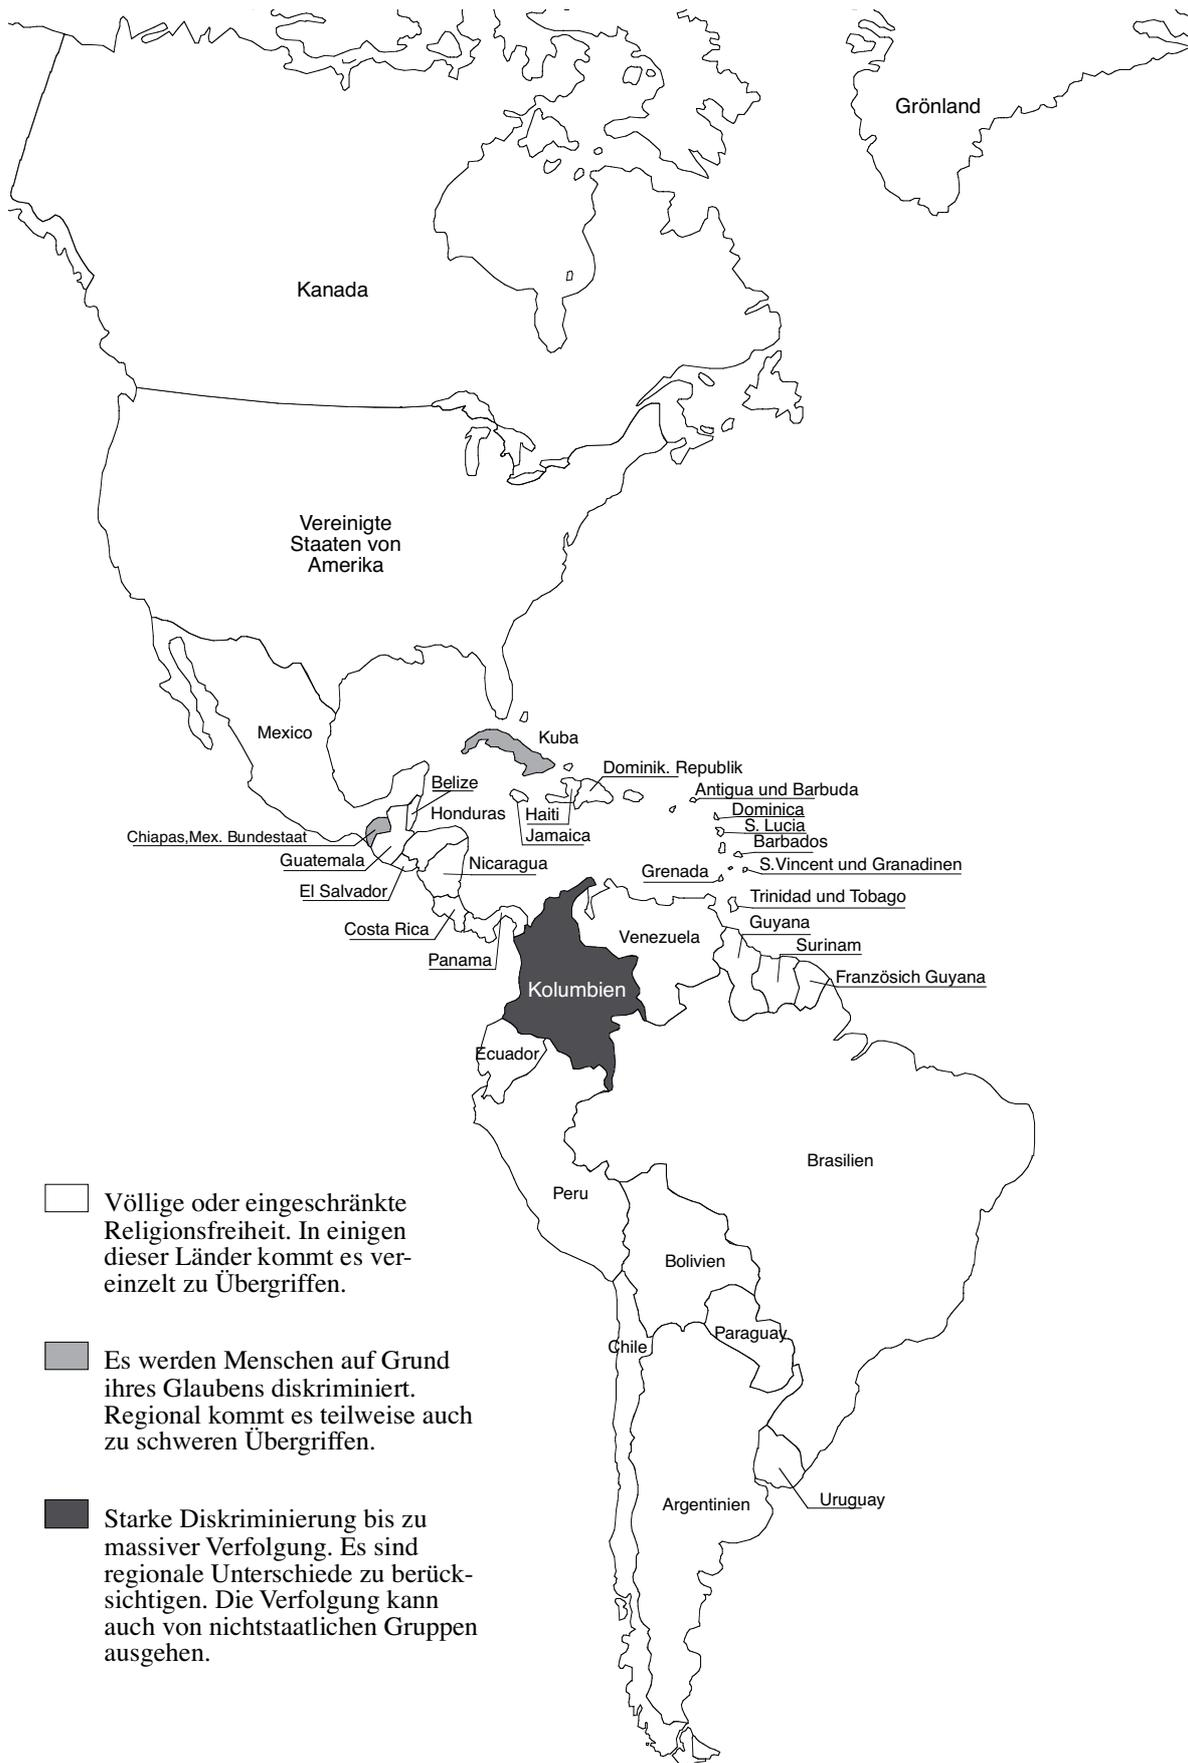 Grönland
Kanada
Vereinigte
Staaten von
Amerika
Mexico
Kuba
Dominik. Republik
Belize
Antigua und Barbuda
Honduras
Haiti
Dominica
Jamaica
S. Lucia
Chiapas,Mex. Bundestaat
Barbados
Guatemala
Nicaragua
S.Vincent und Granadinen
Grenada
El Salvador
Trinidad und Tobago
Costa Rica
Guyana
Venezuela
Surinam
Panama
Französich Guyana
Kolumbien
Ecuador
Brasilien
Peru
Bolivien
Paraguay
Chile
Argentinien
Uruguay
Völlige oder eingeschränkte
Religionsfreiheit. In einigen
dieser Länder kommt es ver-
einzelt zu Übergriffen.
Es werden Menschen auf Grund
ihres Glaubens diskriminiert.
Regional kommt es teilweise auch
zu schweren Übergriffen.
Starke Diskriminierung bis zu
massiver Verfolgung. Es sind
regionale Unterschiede zu berück-
sichtigen. Die Verfolgung kann
auch von nichtstaatlichen Gruppen
ausgehen.